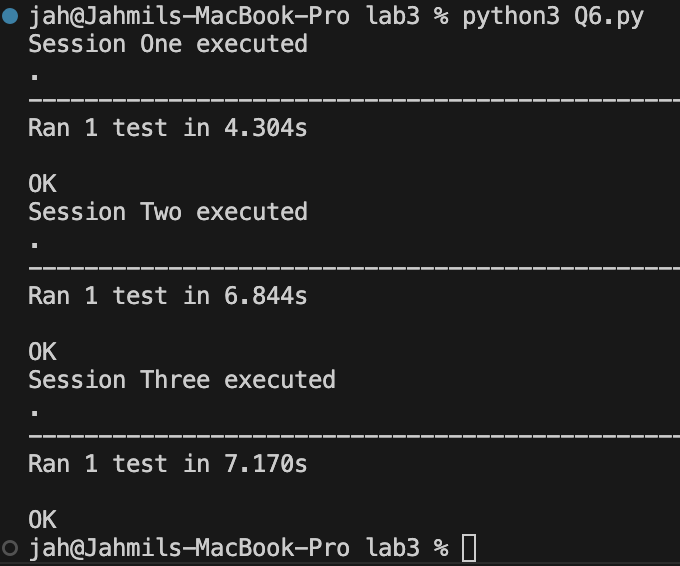 jah@Jahmils-MacBook-Pro lab3 % python3 Q6.py
Session One executed
.
-----------------------------------------------
Ran 1 test in 4.304s
OK
Session Two executed
.
-----------------------------------------------
Ran 1 test in 6.844s
OK
Session Three executed
.
-----------------------------------------------
Ran 1 test in 7.170s
OK
jah@Jahmils-MacBook-Pro lab3 %